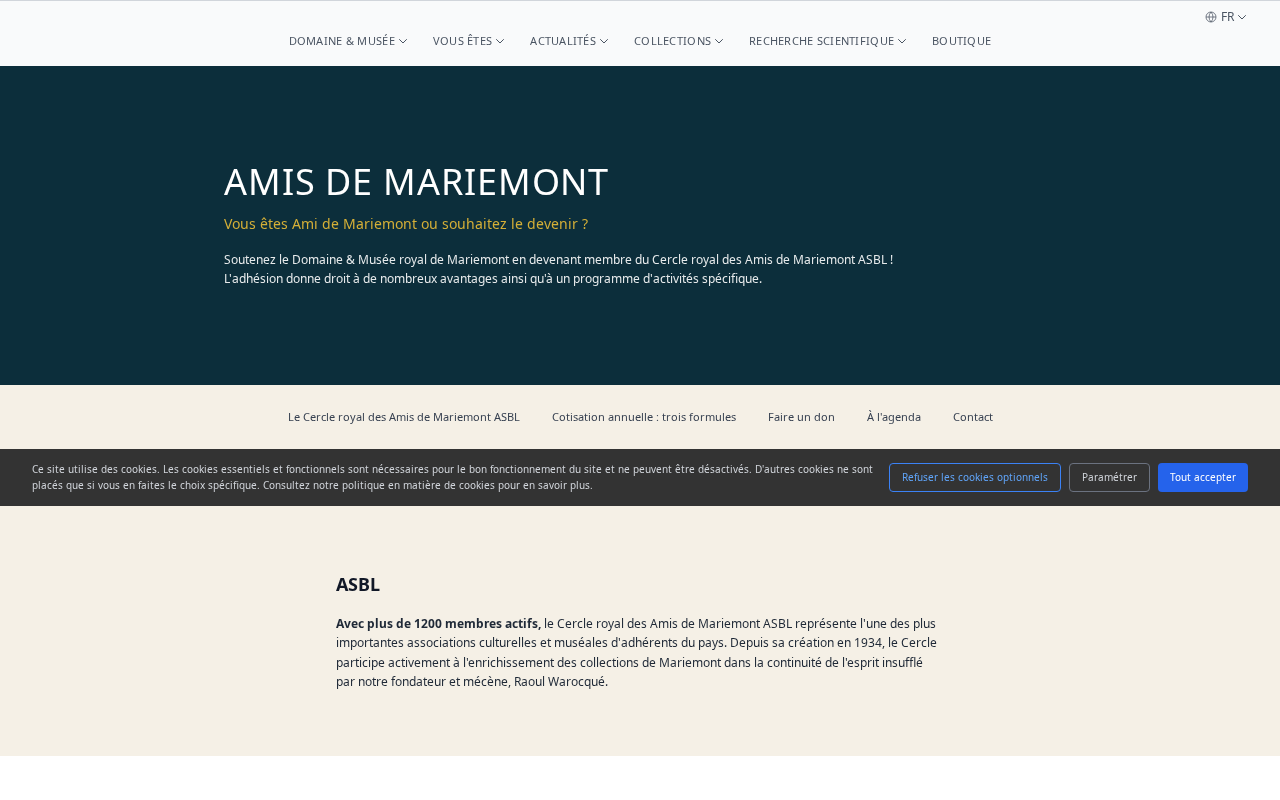 FR
DOMAINE & MUSÉE
VOUS ÊTES
ACTUALITÉS
COLLECTIONS
RECHERCHE SCIENTIFIQUE
BOUTIQUE
AMIS DE MARIEMONT
Vous êtes Ami de Mariemont ou souhaitez le devenir ?
Soutenez le Domaine & Musée royal de Mariemont en devenant membre du Cercle royal des Amis de Mariemont ASBL !
L'adhésion donne droit à de nombreux avantages ainsi qu'à un programme d'activités spécifique.
Le Cercle royal des Amis de Mariemont ASBL
Cotisation annuelle : trois formules
Faire un don
À l'agenda
Contact
Ce site utilise des cookies. Les cookies essentiels et fonctionnels sont nécessaires pour le bon fonctionnement du site et ne peuvent être désactivés. D'autres cookies ne sont
placés que si vous en faites le choix spécifique. Consultez notre politique en matière de cookies pour en savoir plus.
Refuser les cookies optionnels
Paramétrer
Tout accepter
ASBL
Avec plus de 1200 membres actifs, le Cercle royal des Amis de Mariemont ASBL représente l'une des plus
importantes associations culturelles et muséales d'adhérents du pays. Depuis sa création en 1934, le Cercle
participe activement à l'enrichissement des collections de Mariemont dans la continuité de l'esprit insufflé
par notre fondateur et mécène, Raoul Warocqué.